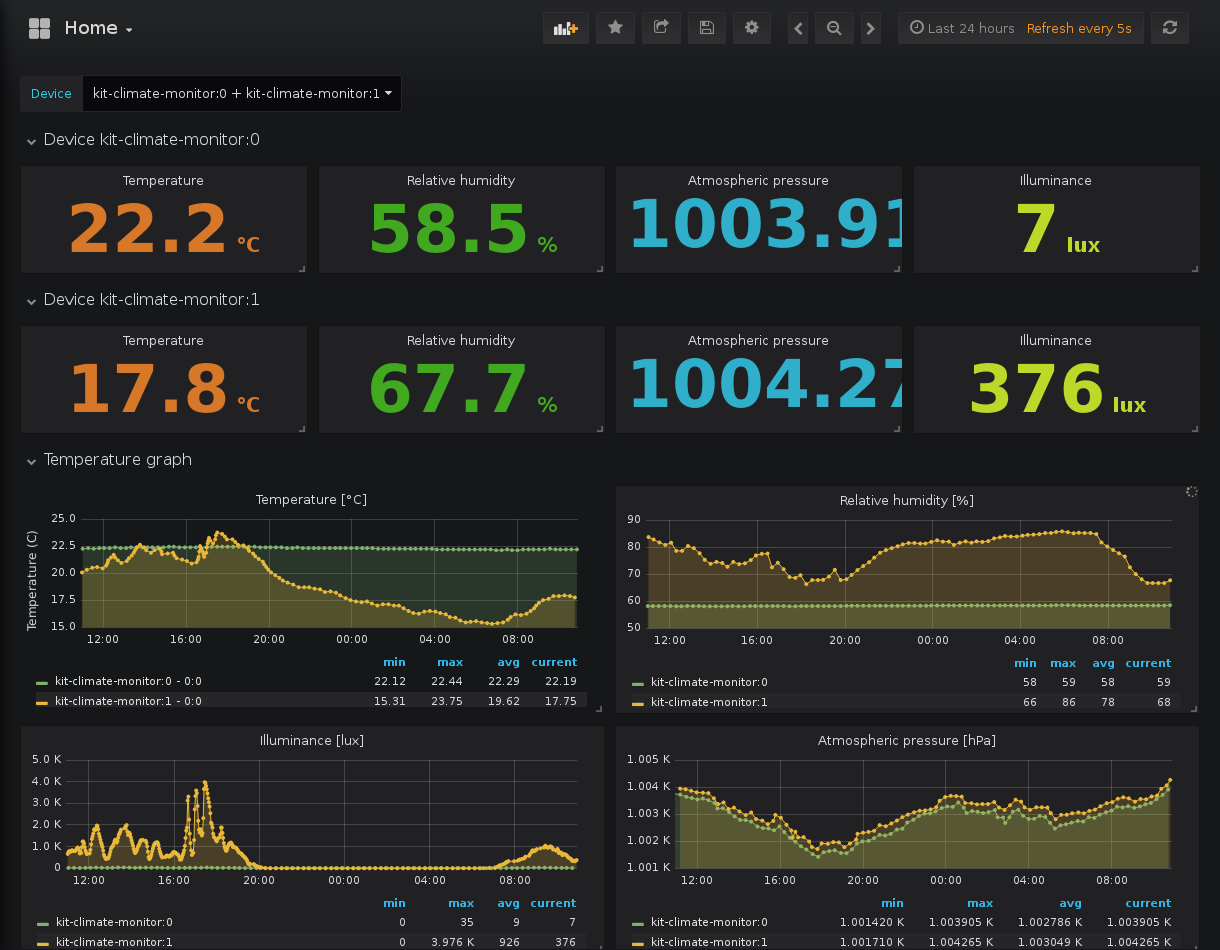 Home
Last 24 hours Refresh every 5s
Device kit-climate-monitor:0 + kit-climate-monitor:1
Device kit-climate-monitor:0
Temperature Relative humidity Atmospheric pressure Illuminance
22.2 °C 58.5 % 1003.91 7 lux
Device kit-climate-monitor:1
Temperature Relative humidity Atmospheric pressure Illuminance
17.8 °C 67.7 % 1004.27 376 lux
Temperature graph
Temperature [°C]
Temperature (C)
25.0
22.5
20.0
17.5
15.0
12:00 16:00 20:00 00:00 04:00 08:00
min max avg current
kit-climate-monitor:0 - 0:0 22.12 22.44 22.29 22.19
kit-climate-monitor:1 - 0:0 15.31 23.75 19.62 17.75
Relative humidity [%]
90
80
70
60
50
12:00 16:00 20:00 00:00 04:00 08:00
min max avg current
kit-climate-monitor:0 58 59 58 59
kit-climate-monitor:1 66 86 78 68
Illuminance [lux]
5.0 K
4.0 K
3.0 K
2.0 K
1.0 K
0
12:00 16:00 20:00 00:00 04:00 08:00
min max avg current
kit-climate-monitor:0 0 35 9 7
kit-climate-monitor:1 0 3.976 K 926 376
Atmospheric pressure [hPa]
1.005 K
1.004 K
1.003 K
1.002 K
1.001 K
12:00 16:00 20:00 00:00 04:00 08:00
min max avg current
kit-climate-monitor:0 1.001420 K 1.003905 K 1.002786 K 1.003905 K
kit-climate-monitor:1 1.001710 K 1.004265 K 1.003049 K 1.004265 K